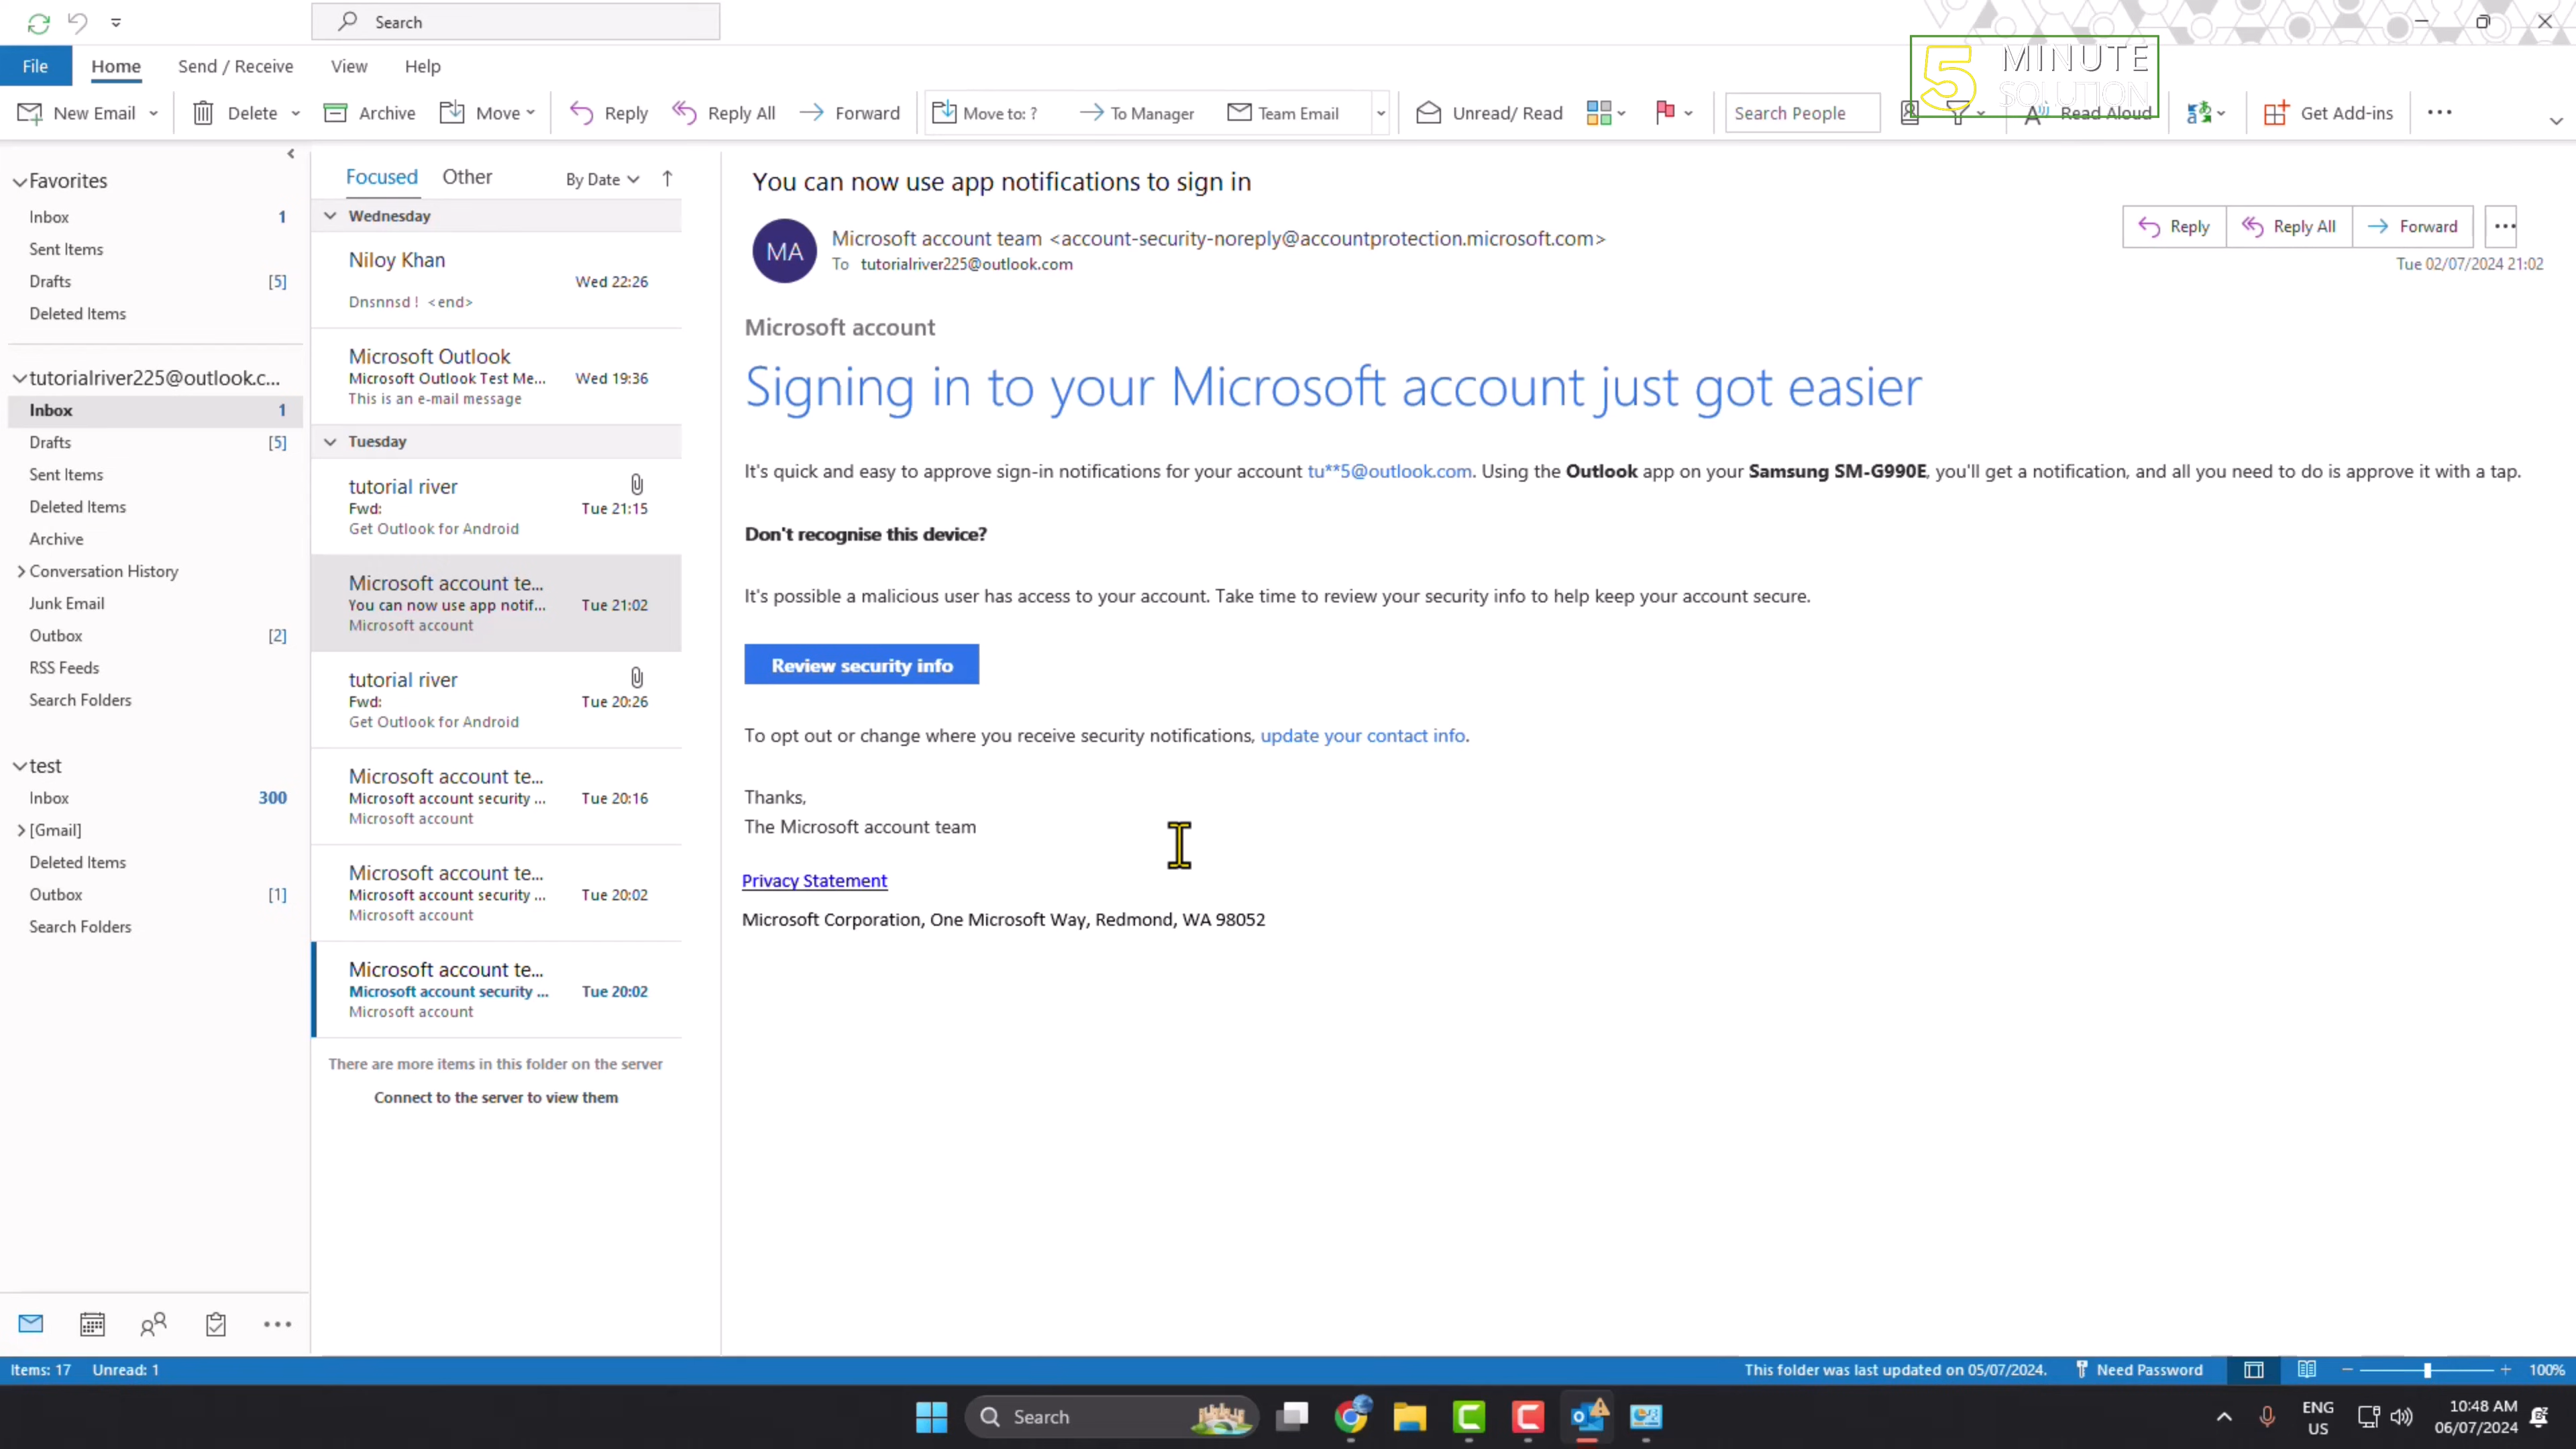 Search
5 MINUTE
SOLUTION
File Home Send / Receive View Help
New Email Delete Archive Move Reply Reply All Forward Move to: ? To Manager Team Email Unread/ Read Search People Read Aloud Get Add-ins
Favorites
Inbox 1
Sent Items
Drafts [5]
Deleted Items
tutorialriver225@outlook.c...
Inbox 1
Drafts [5]
Sent Items
Deleted Items
Archive
Conversation History
Junk Email
Outbox [2]
RSS Feeds
Search Folders
test
Inbox 300
[Gmail]
Deleted Items
Outbox [1]
Search Folders
Focused Other By Date
Wednesday
Niloy Khan
Wed 22:26
Dnsnnsd ! <end>
Microsoft Outlook
Microsoft Outlook Test Me... Wed 19:36
This is an e-mail message
Tuesday
tutorial river
Fwd: Tue 21:15
Get Outlook for Android
Microsoft account te...
You can now use app notif... Tue 21:02
Microsoft account
tutorial river
Fwd: Tue 20:26
Get Outlook for Android
Microsoft account te...
Microsoft account security ... Tue 20:16
Microsoft account
Microsoft account te...
Microsoft account security ... Tue 20:02
Microsoft account
Microsoft account te...
Microsoft account security ... Tue 20:02
Microsoft account
There are more items in this folder on the server
Connect to the server to view them
You can now use app notifications to sign in
MA
Microsoft account team <account-security-noreply@accountprotection.microsoft.com>
To tutorialriver225@outlook.com
Reply Reply All Forward
Tue 02/07/2024 21:02
Microsoft account
Signing in to your Microsoft account just got easier
It's quick and easy to approve sign-in notifications for your account tu**5@outlook.com. Using the Outlook app on your Samsung SM-G990E, you'll get a notification, and all you need to do is approve it with a tap.
Don't recognise this device?
It's possible a malicious user has access to your account. Take time to review your security info to help keep your account secure.
Review security info
To opt out or change where you receive security notifications, update your contact info.
Thanks,
The Microsoft account team
Privacy Statement
Microsoft Corporation, One Microsoft Way, Redmond, WA 98052
Items: 17 Unread: 1 This folder was last updated on 05/07/2024. Need Password 100%
Search
ENG
US
10:48 AM
06/07/2024